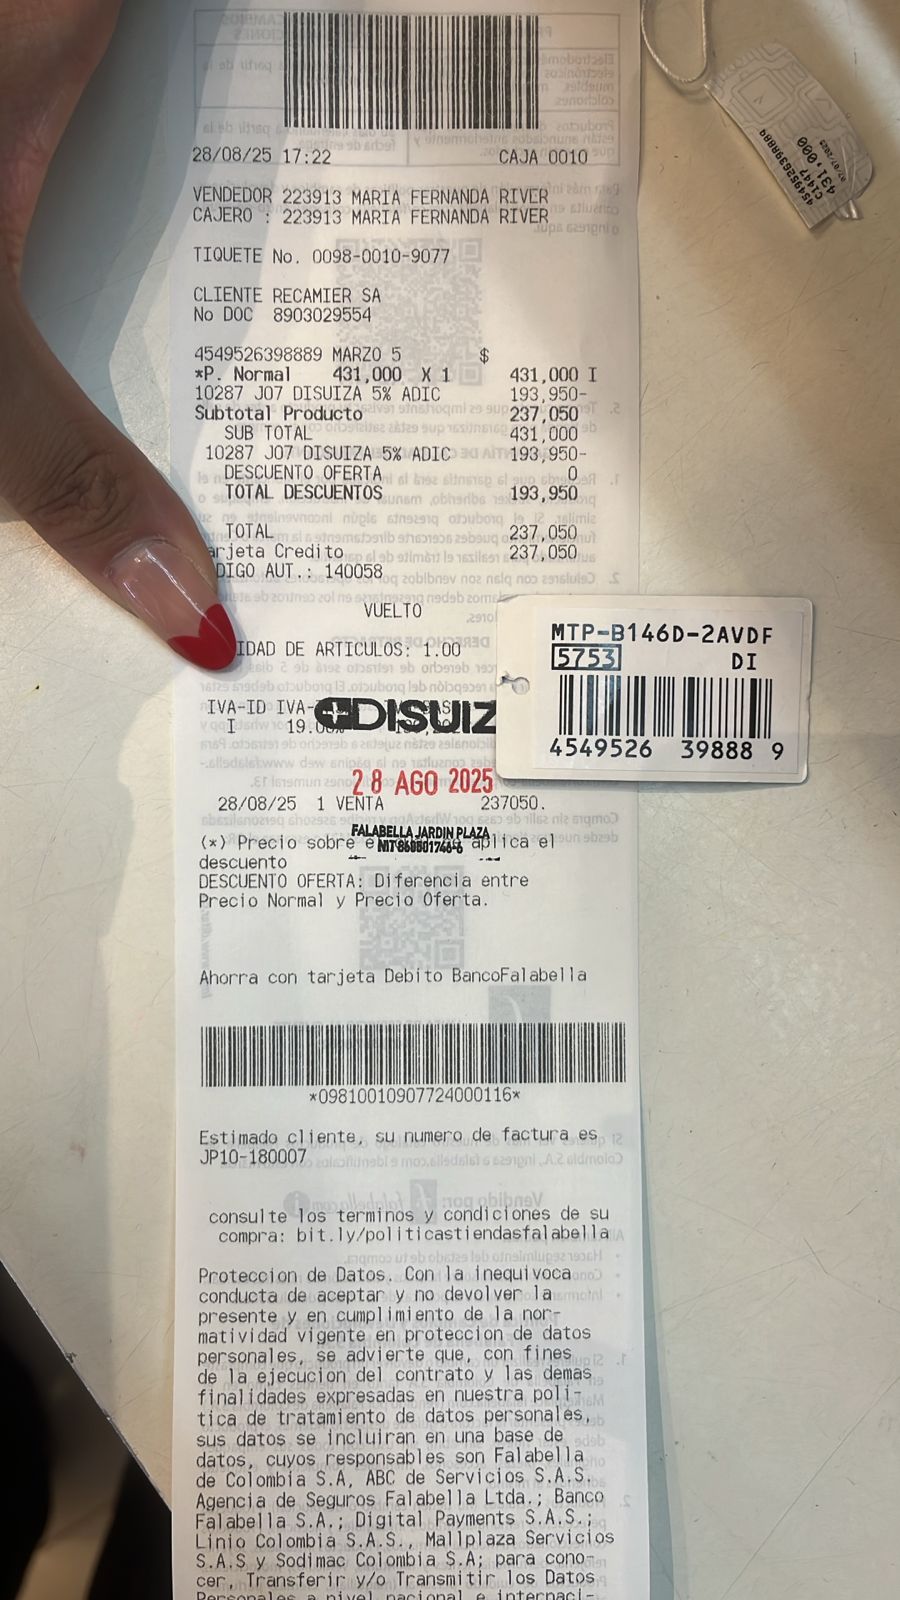 28/08/25 17:22 CAJA 0010
VENDEDOR 223913 MARIA FERNANDA RIVER
CAJERO : 223913 MARIA FERNANDA RIVER
TIQUETE No. 0098-0010-9077
CLIENTE RECAMIER SA
No DOC 8903029554
4549526398889 MARZO 5 $
*P. Normal 431,000 X 1 431,000 I
10287 J07 DISUIZA 5% ADIC 193,950-
Subtotal Producto 237,050
SUB TOTAL 431,000
10287 J07 DISUIZA 5% ADIC 193,950-
DESCUENTO OFERTA 0
TOTAL DESCUENTOS 193,950
TOTAL 237,050
arjeta Credito 237,050
DIGO AUT.: 140058
VUELTO
IDAD DE ARTICULOS: 1.00
IVA-ID IVA-
I 19.
DISUIZ
28 AGO 2025
28/08/25 1 VENTA 237050.
FALABELLA JARDIN PLAZA
(*) Precio sobre e aplica el
descuento
DESCUENTO OFERTA: Diferencia entre
Precio Normal y Precio Oferta.
Ahorra con tarjeta Debito BancoFalabella
*09810010907724000116*
Estimado cliente, su numero de factura es
JP10-180007
consulte los terminos y condiciones de su
compra: bit.ly/politicastiendasfalabella
Proteccion de Datos. Con la inequivoca
conducta de aceptar y no devolver la
presente y en cumplimiento de la nor-
matividad vigente en proteccion de datos
personales, se advierte que, con fines
de la ejecucion del contrato y las demas
finalidades expresadas en nuestra poli-
tica de tratamiento de datos personales,
sus datos se incluiran en una base de
datos, cuyos responsables son Falabella
de Colombia S.A, ABC de Servicios S.A.S.
Agencia de Seguros Falabella Ltda.; Banco
Falabella S.A.; Digital Payments S.A.S.;
Linio Colombia S.A.S., Mallplaza Servicios
S.A.S y Sodimac Colombia S.A; para cono-
cer, Transferir y/o Transmitir los Datos
Personales a nivel nacional e internaci-
MTP-B146D-2AVDF
5753 DI
4549526 39888 9
4549526398889
C1447
431,000
07/07/2025